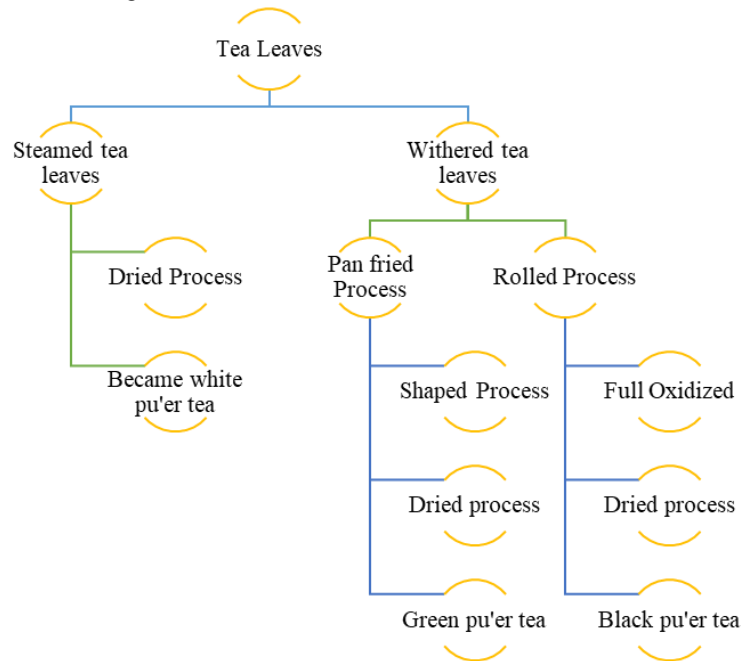 Tea Leaves
Steamed tea
leaves
Withered tea
leaves
Dried Process
Became white
pu'er tea
Pan fried
Process
Rolled Process
Shaped Process
Dried process
Green pu'er tea
Full Oxidized
Dried process
Black pu'er tea